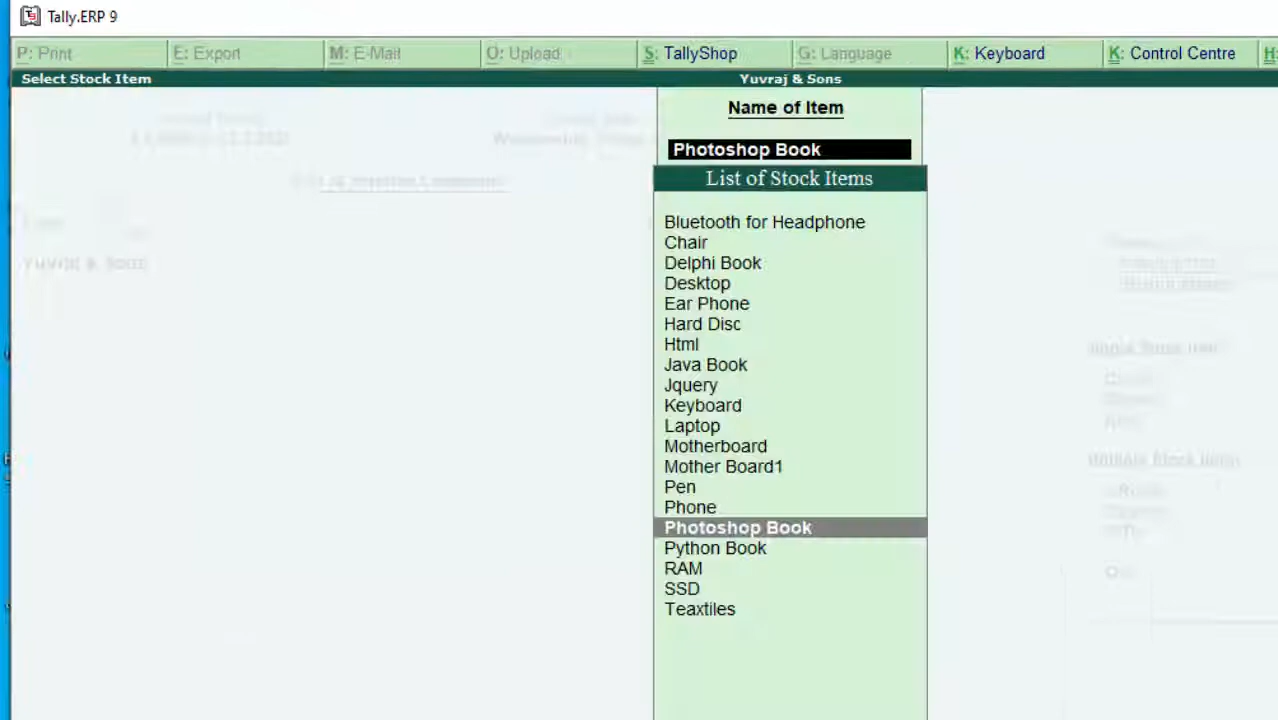 Tally.ERP 9
P: Print E: Export M: E-Mail O: Upload S: TallyShop G: Language K: Keyboard K: Control Centre H:
Select Stock Item Yuvraj & Sons
Name of Item
Photoshop Book
List of Stock Items
Bluetooth for Headphone
Chair
Delphi Book
Desktop
Ear Phone
Hard Disc
Html
Java Book
Jquery
Keyboard
Laptop
Motherboard
Mother Board1
Pen
Phone
Photoshop Book
Python Book
RAM
SSD
Teaxtiles